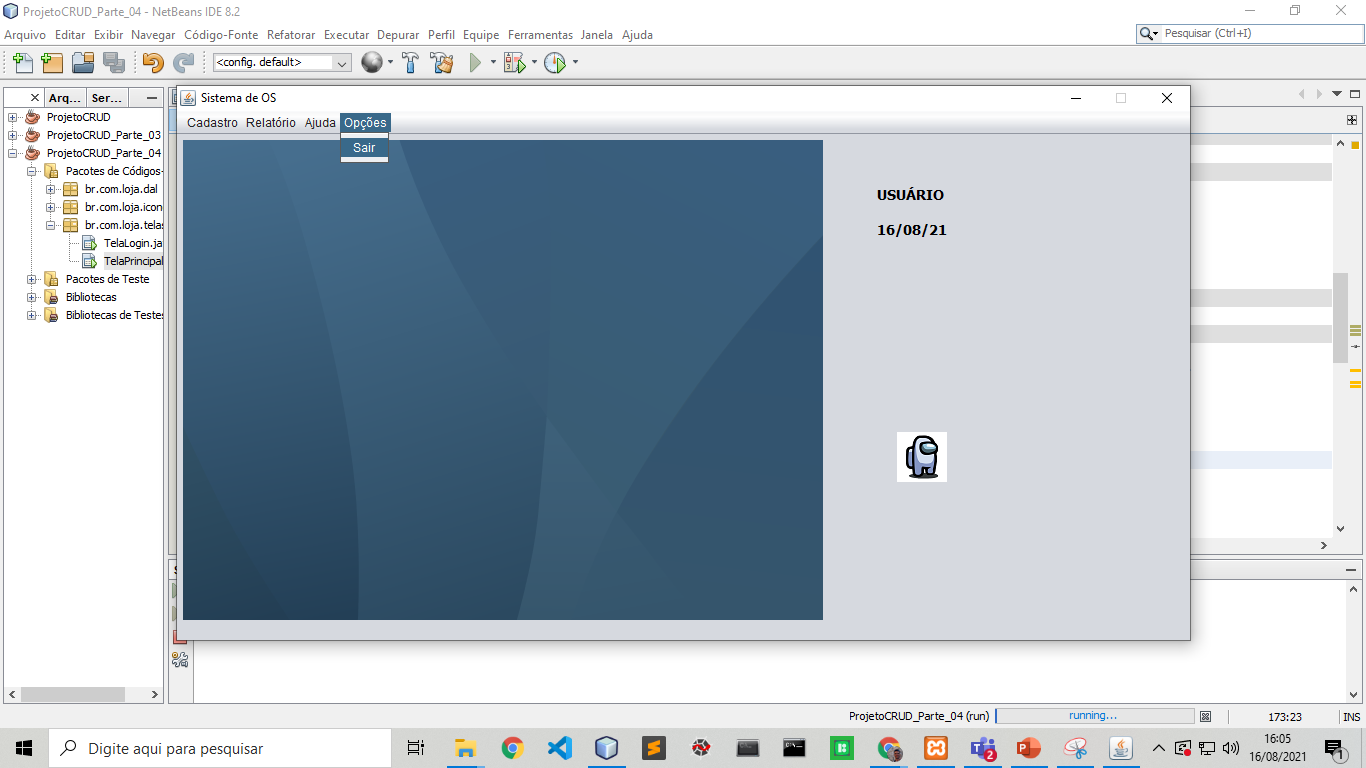 ProjetoCRUD_Parte_04 - NetBeans IDE 8.2
Arquivo Editar Exibir Navegar Código-Fonte Refatorar Executar Depurar Perfil Equipe Ferramentas Janela Ajuda
Pesquisar (Ctrl+I)
<config. default>
Arq... Ser...
Sistema de OS
Cadastro Relatório Ajuda Opções
Sair
ProjetoCRUD
ProjetoCRUD_Parte_03
ProjetoCRUD_Parte_04
Pacotes de Códigos-
br.com.loja.dal
br.com.loja.icon
br.com.loja.telas
TelaLogin.ja
TelaPrincipal
Pacotes de Teste
Bibliotecas
Bibliotecas de Testes
USUÁRIO
16/08/21
ProjetoCRUD_Parte_04 (run)
running...
173:23
INS
Digite aqui para pesquisar
2
16:05
16/08/2021
1